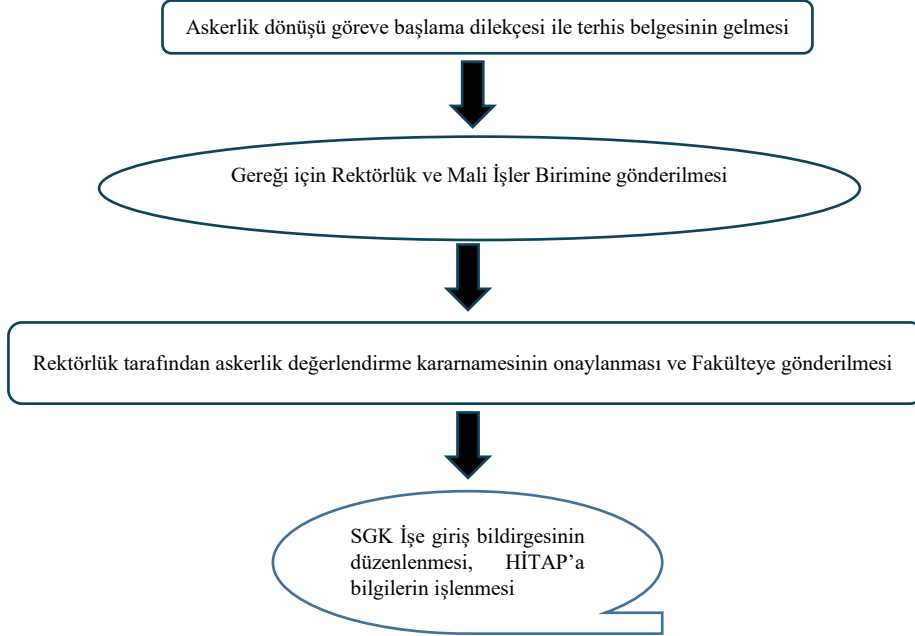 Askerlik dönüşü göreve başlama dilekçesi ile terhis belgesinin gelmesi
Gereği için Rektörlük ve Mali İşler Birimine gönderilmesi
Rektörlük tarafından askerlik değerlendirme kararnamesinin onaylanması ve Fakülteye gönderilmesi
SGK İşe giriş bildirgesinin
düzenlenmesi, HİTAP’a
bilgilerin işlenmesi